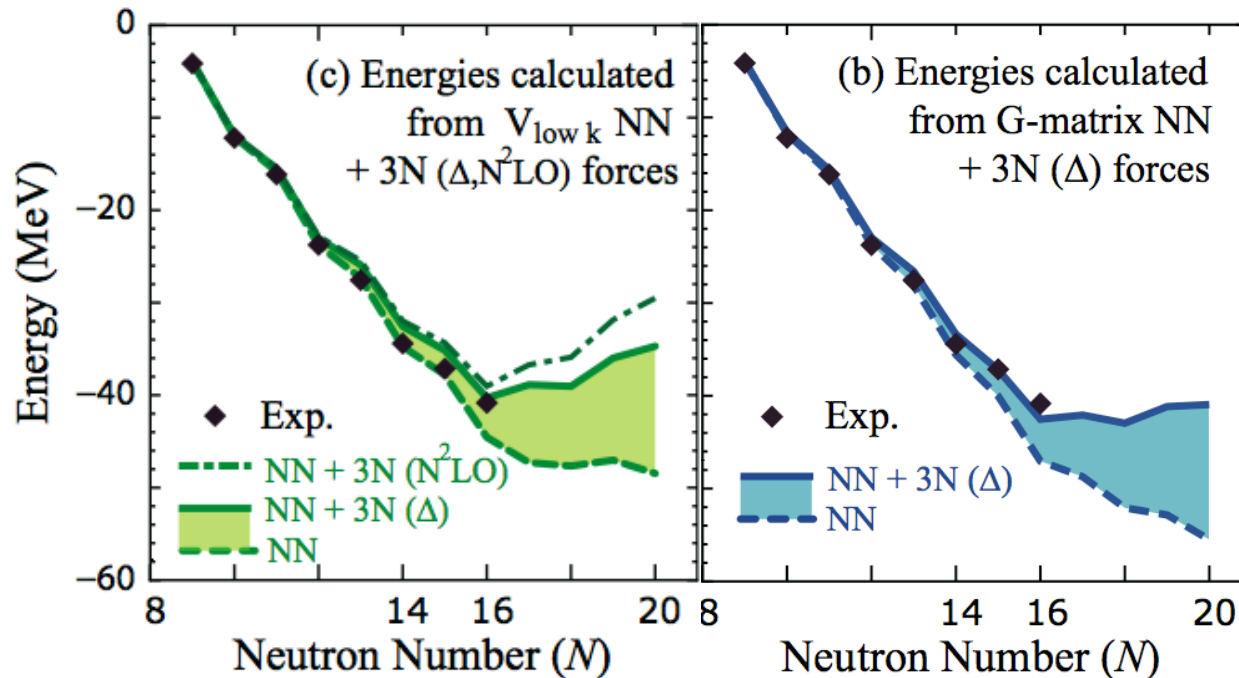 0
−20
−40
−60
Energy (MeV)
(c) Energies calculated
from V_low k NN
+ 3N (Δ,N²LO) forces
Exp.
NN + 3N (N²LO)
NN + 3N (Δ)
NN
8
14
16
20
Neutron Number (N)
(b) Energies calculated
from G-matrix NN
+ 3N (Δ) forces
Exp.
NN + 3N (Δ)
NN
8
14
16
20
Neutron Number (N)